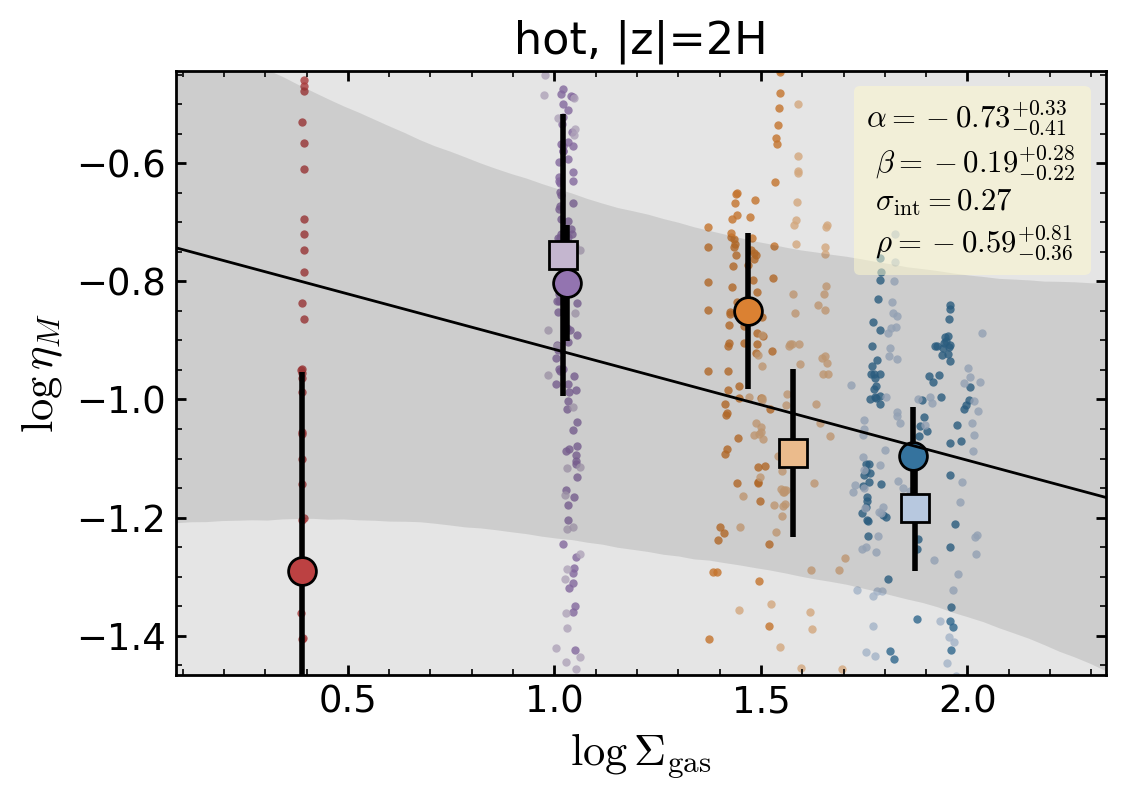 hot, |z|=2H
α = −0.73^{+0.33}_{−0.41}
β = −0.19^{+0.28}_{−0.22}
σ_int = 0.27
ρ = −0.59^{+0.81}_{−0.36}
log η_M
−0.6
−0.8
−1.0
−1.2
−1.4
0.5 1.0 1.5 2.0
log Σ_gas